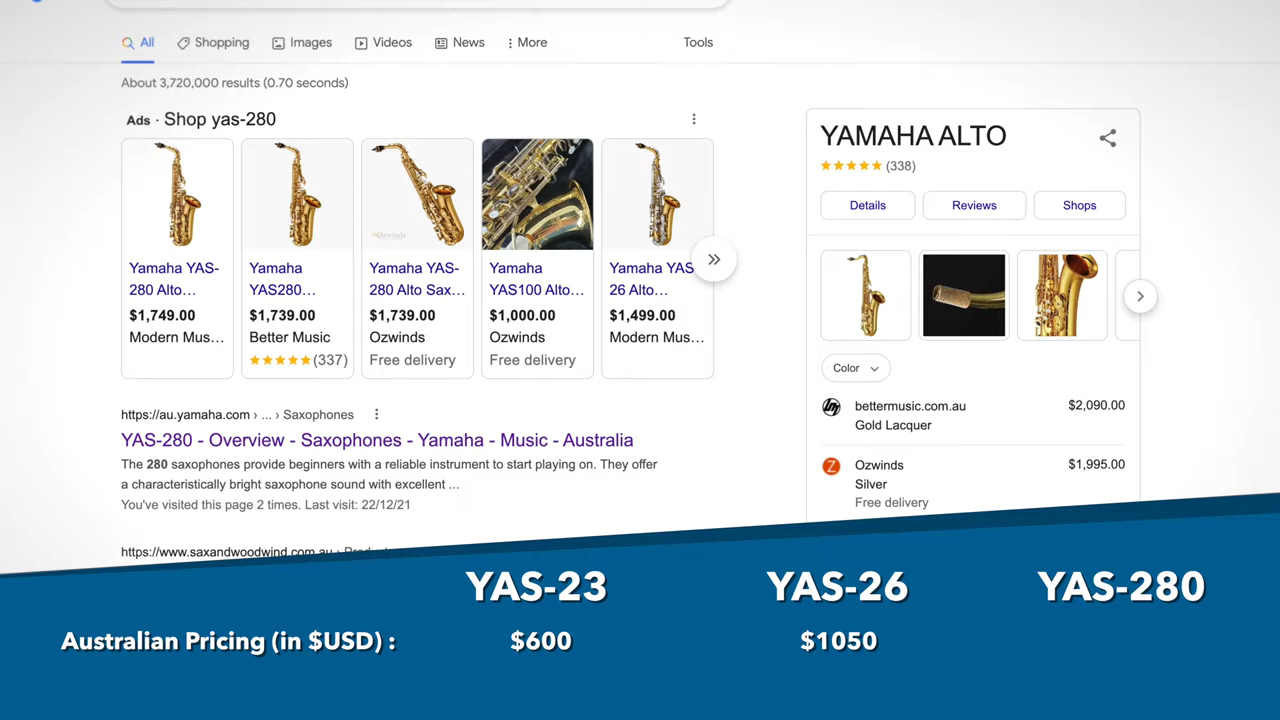 All Shopping Images Videos News More Tools
About 3,720,000 results (0.70 seconds)
Ads · Shop yas-280
Yamaha YAS-
280 Alto…
$1,749.00
Modern Mus…
Yamaha
YAS280…
$1,739.00
Better Music
(337)
Yamaha YAS-
280 Alto Sax…
$1,739.00
Ozwinds
Free delivery
Yamaha
YAS100 Alto…
$1,000.00
Ozwinds
Free delivery
Yamaha YAS
26 Alto…
$1,499.00
Modern Mus…
https://au.yamaha.com › ... › Saxophones
YAS-280 - Overview - Saxophones - Yamaha - Music - Australia
The 280 saxophones provide beginners with a reliable instrument to start playing on. They offer
a characteristically bright saxophone sound with excellent ...
You've visited this page 2 times. Last visit: 22/12/21
https://www.saxandwoodwind.com.au ›
YAMAHA ALTO
(338)
Details Reviews Shops
Color
bettermusic.com.au $2,090.00
Gold Lacquer
Ozwinds $1,995.00
Silver
Free delivery
YAS-23 YAS-26 YAS-280
Australian Pricing (in $USD) : $600 $1050